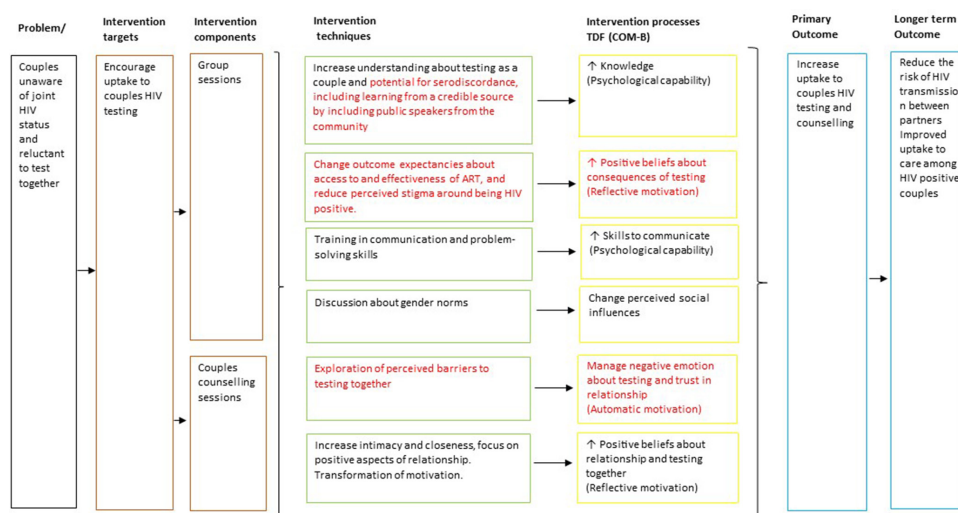 Problem/
Intervention
targets
Intervention
components
Intervention
techniques
Intervention processes
TDF (COM-B)
Primary
Outcome
Longer term
Outcome
Couples
unaware
of joint
HIV
status
and
reluctant
to test
together
Encourage
uptake to
couples HIV
testing
Group
sessions
Couples
counselling
sessions
Increase understanding about testing as a
couple and potential for serodiscordance,
including learning from a credible source
by including public speakers from the
community
↑ Knowledge
(Psychological capability)
Change outcome expectancies about
access to and effectiveness of ART, and
reduce perceived stigma around being HIV
positive.
↑ Positive beliefs about
consequences of testing
(Reflective motivation)
Training in communication and problem-
solving skills
↑ Skills to communicate
(Psychological capability)
Discussion about gender norms
Change perceived social
influences
Exploration of perceived barriers to
testing together
Manage negative emotion
about testing and trust in
relationship
(Automatic motivation)
Increase intimacy and closeness, focus on
positive aspects of relationship.
Transformation of motivation.
↑ Positive beliefs about
relationship and testing
together
(Reflective motivation)
Increase
uptake to
couples HIV
testing and
counselling
Reduce the
risk of HIV
transmissio
n between
partners
Improved
uptake to
care among
HIV positive
couples